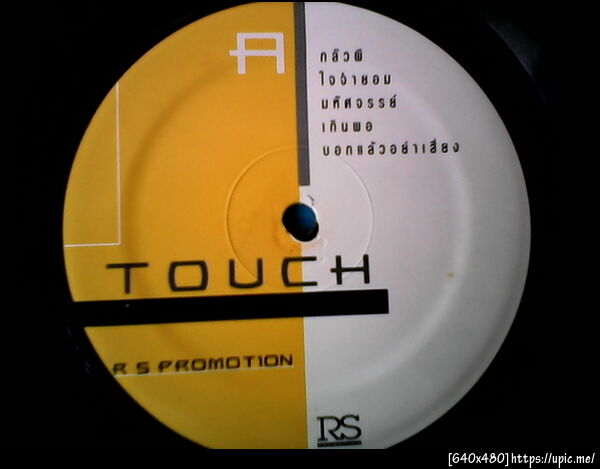 A
กลัวผี
ใจง่ายอม
มหัศจรรย์
เกินพอ
บอกแล้วอย่าเสี่ยง
TOUCH
R S PROMOTION
RS
[640x480]https://upic.me/